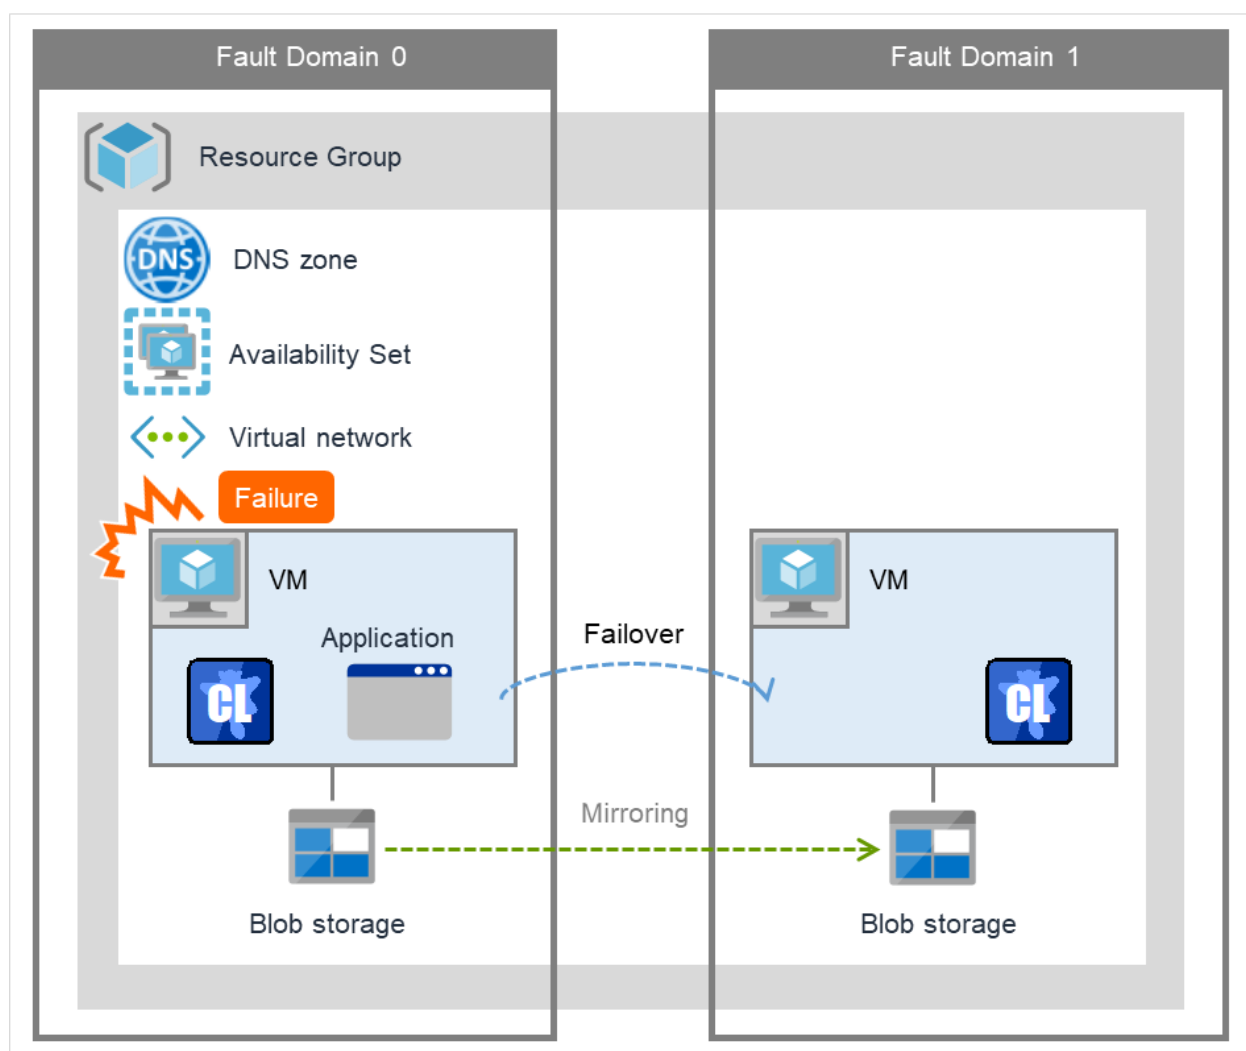 Fault Domain 0
Fault Domain 1
Resource Group
DNS
DNS zone
Availability Set
Virtual network
Failure
VM
VM
Application
Failover
CL
CL
Mirroring
Blob storage
Blob storage